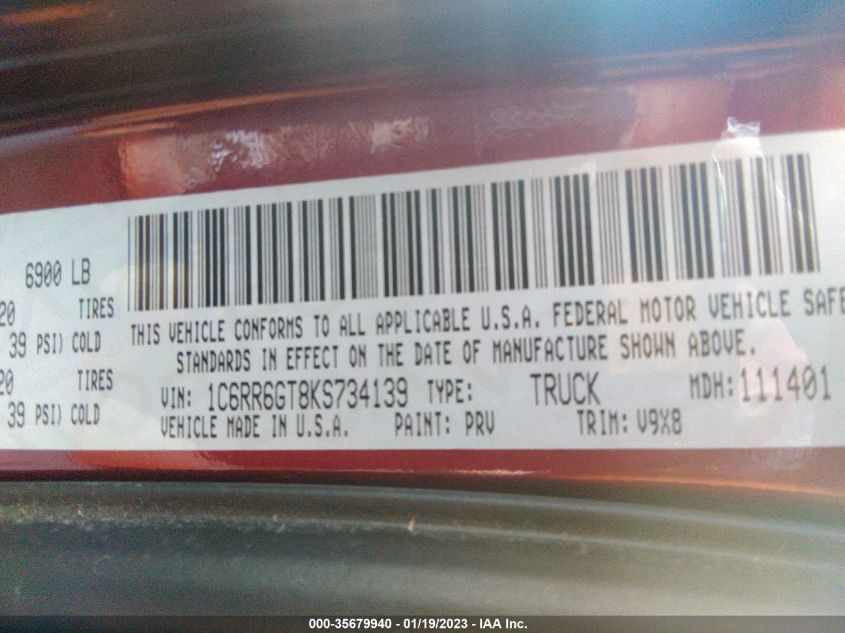 6900 LB
20 TIRES
39 PSI) COLD
20 TIRES
39 PSI) COLD
THIS VEHICLE CONFORMS TO ALL APPLICABLE U.S.A. FEDERAL MOTOR VEHICLE SAFE
STANDARDS IN EFFECT ON THE DATE OF MANUFACTURE SHOWN ABOVE.
VIN: 1C6RR6GT8KS734139 TYPE: TRUCK MDH: 111401
VEHICLE MADE IN U.S.A. PAINT: PRV TRIM: V9X8
000-35679940 - 01/19/2023 - IAA Inc.